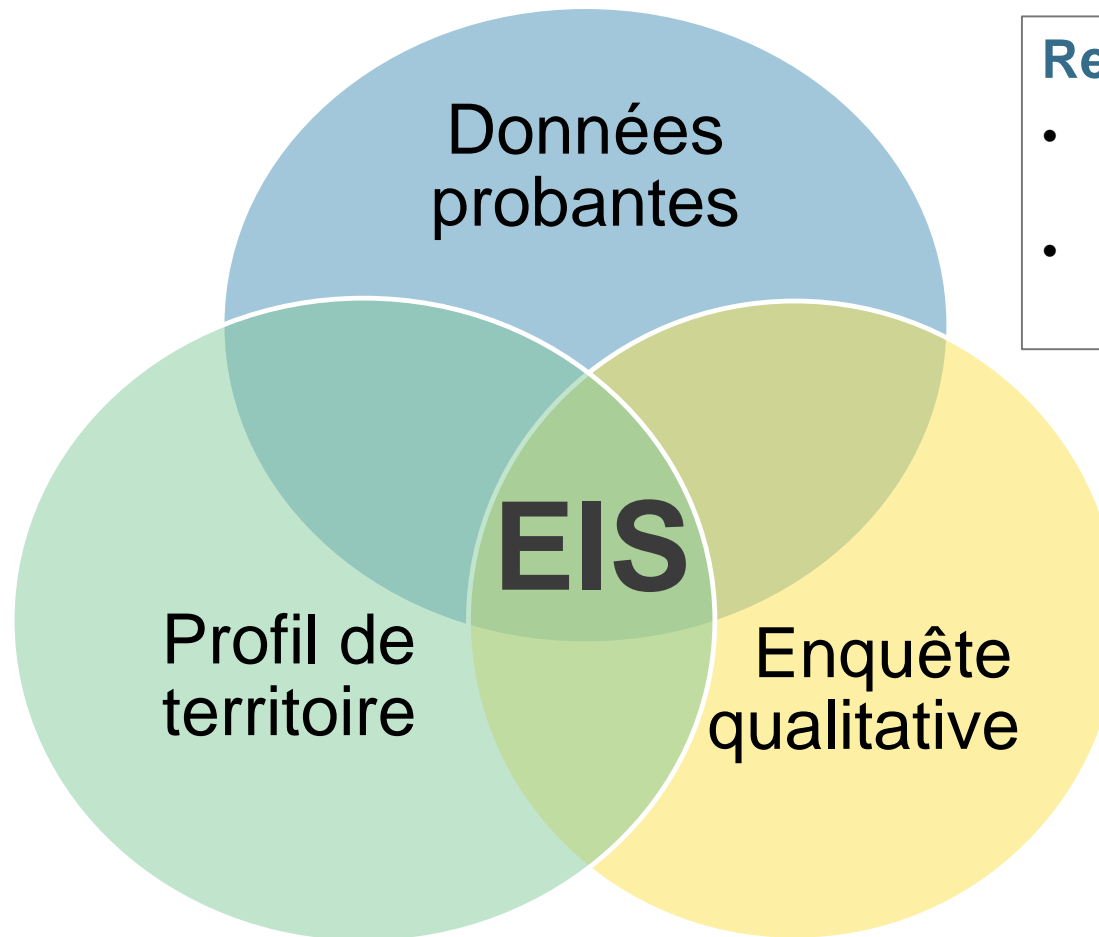 Données
probantes
Re
•
•
EIS
Profil de
territoire
Enquête
qualitative